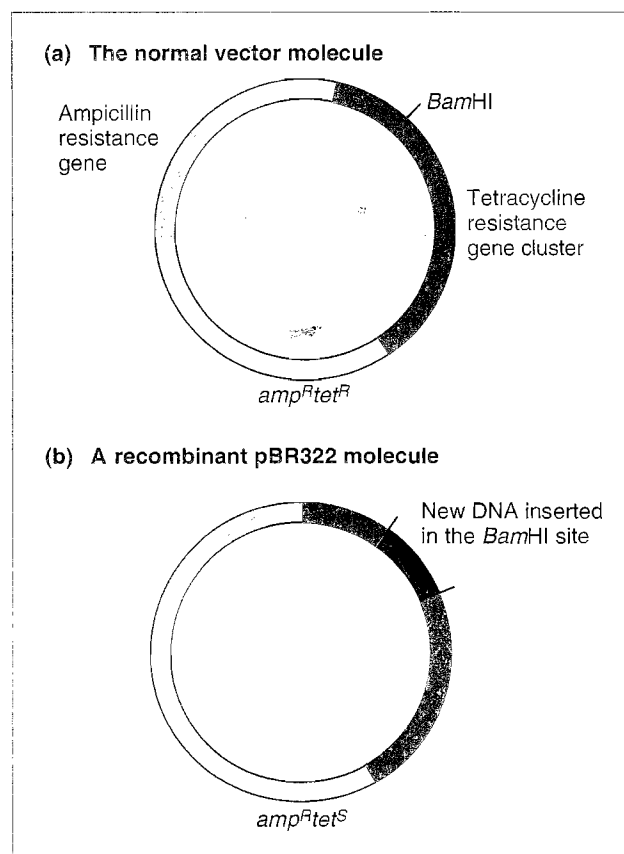 (a) The normal vector molecule
Ampicillin
resistance
gene
BamHI
Tetracycline
resistance
gene cluster
ampᴿtetᴿ
(b) A recombinant pBR322 molecule
New DNA inserted
in the BamHI site
ampᴿtetˢ